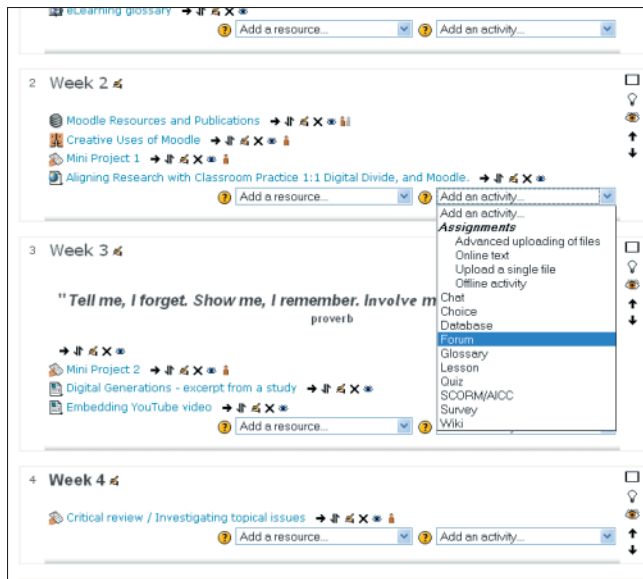 eLearning glossary
Add a resource... Add an activity...
2 Week 2
Moodle Resources and Publications
Creative Uses of Moodle
Mini Project 1
Aligning Research with Classroom Practice 1:1 Digital Divide, and Moodle.
Add a resource... Add an activity...
Add an activity...
Assignments
Advanced uploading of files
Online text
Upload a single file
Offline activity
Chat
Choice
Database
Forum
Glossary
Lesson
Quiz
SCORM/AICC
Survey
Wiki
3 Week 3
"Tell me, I forget. Show me, I remember. Involve m
proverb
Mini Project 2
Digital Generations - excerpt from a study
Embedding YouTube video
Add a resource...
4 Week 4
Critical review / Investigating topical issues
Add a resource... Add an activity...